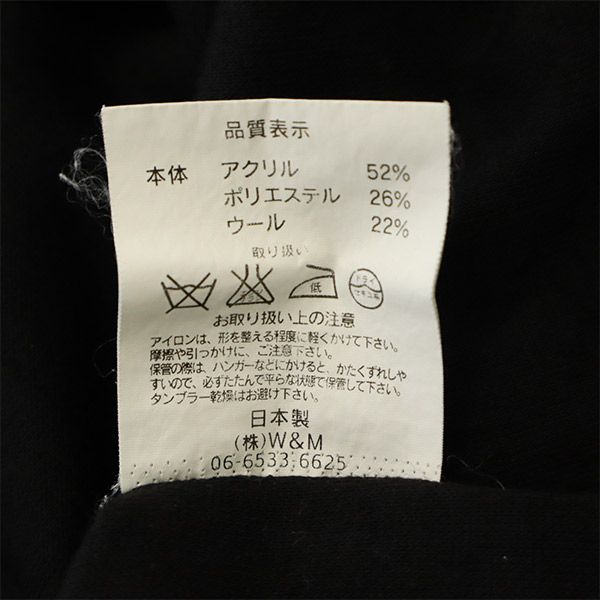 品質表示
本体 アクリル 52%
ポリエステル 26%
ウール 22%
取り扱い
低 ドライ
お取り扱い上の注意
アイロンは、形を整える程度に軽くかけて下さい。
摩擦や引っかけに、ご注意下さい。
保管の際は、ハンガーなどにかけると、かたくずれしや
すいので、必ずたたんで平らな状態で保管して下さい。
タンブラー乾燥はお避け下さい。
日本製
(株)W&M
06-6533 6625